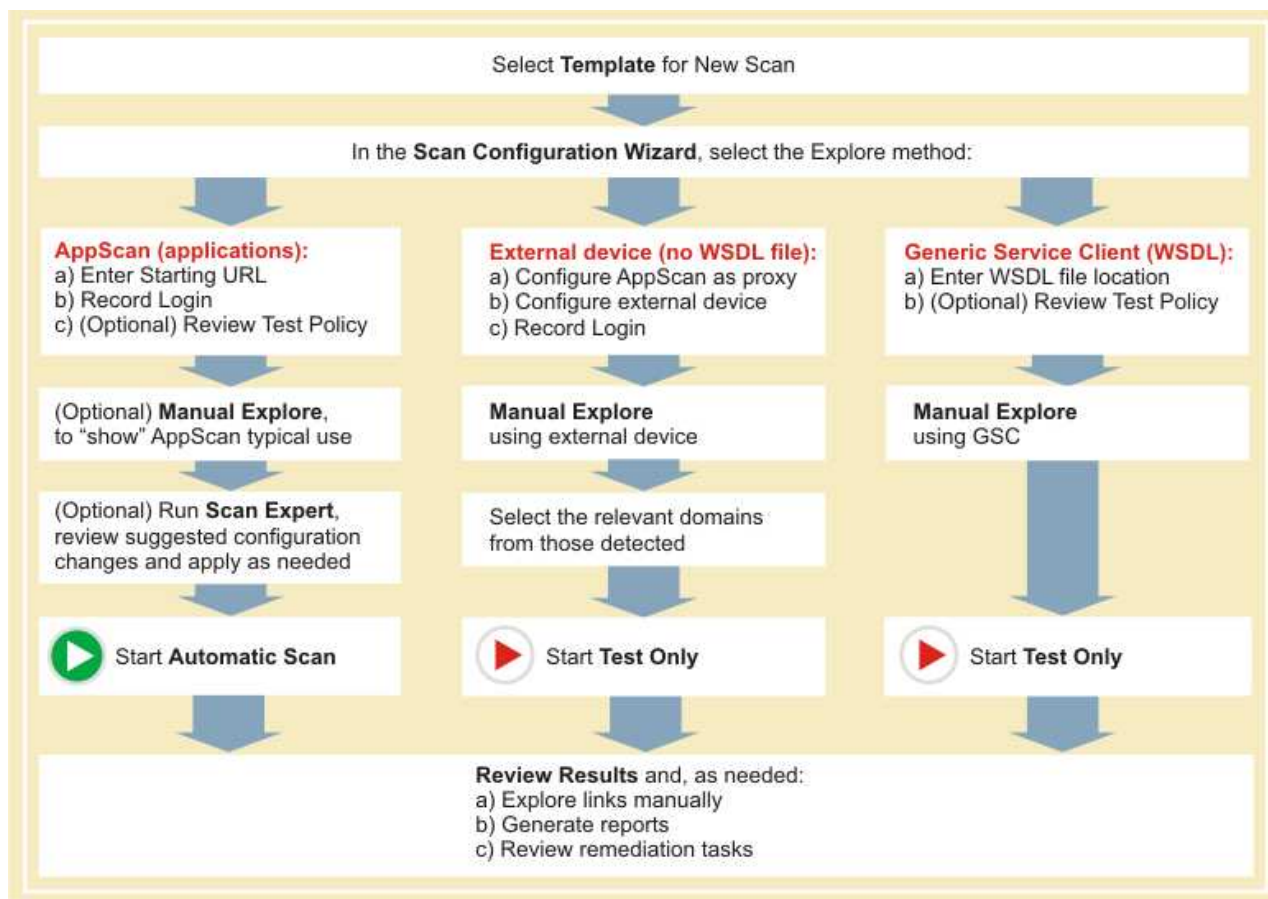 Select Template for New Scan
In the Scan Configuration Wizard, select the Explore method:
AppScan (applications):
a) Enter Starting URL
b) Record Login
c) (Optional) Review Test Policy
External device (no WSDL file):
a) Configure AppScan as proxy
b) Configure external device
c) Record Login
Generic Service Client (WSDL):
a) Enter WSDL file location
b) (Optional) Review Test Policy
(Optional) Manual Explore,
to “show” AppScan typical use
Manual Explore
using external device
Manual Explore
using GSC
(Optional) Run Scan Expert,
review suggested configuration
changes and apply as needed
Select the relevant domains
from those detected
Start Automatic Scan
Start Test Only
Start Test Only
Review Results and, as needed:
a) Explore links manually
b) Generate reports
c) Review remediation tasks